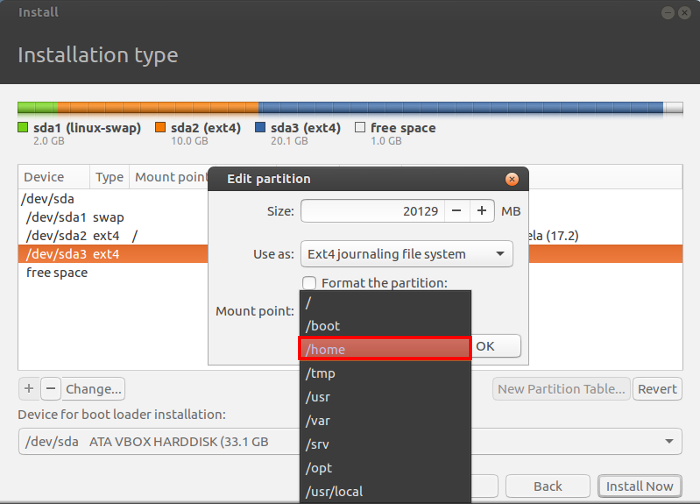 Install
Installation type
sda1 (linux-swap) sda2 (ext4) sda3 (ext4) free space
2.0 GB 10.0 GB 20.1 GB 1.0 GB
Device Type Mount point
/dev/sda
/dev/sda1 swap
/dev/sda2 ext4 / ela (17.2)
/dev/sda3 ext4
free space
Edit partition
Size: 20129 MB
Use as: Ext4 journaling file system
Format the partition:
Mount point:
/
/boot
/home
/tmp
/usr
/var
/srv
/opt
/usr/local
OK
+ − Change... New Partition Table... Revert
Device for boot loader installation:
/dev/sda ATA VBOX HARDDISK (33.1 GB
Back Install Now